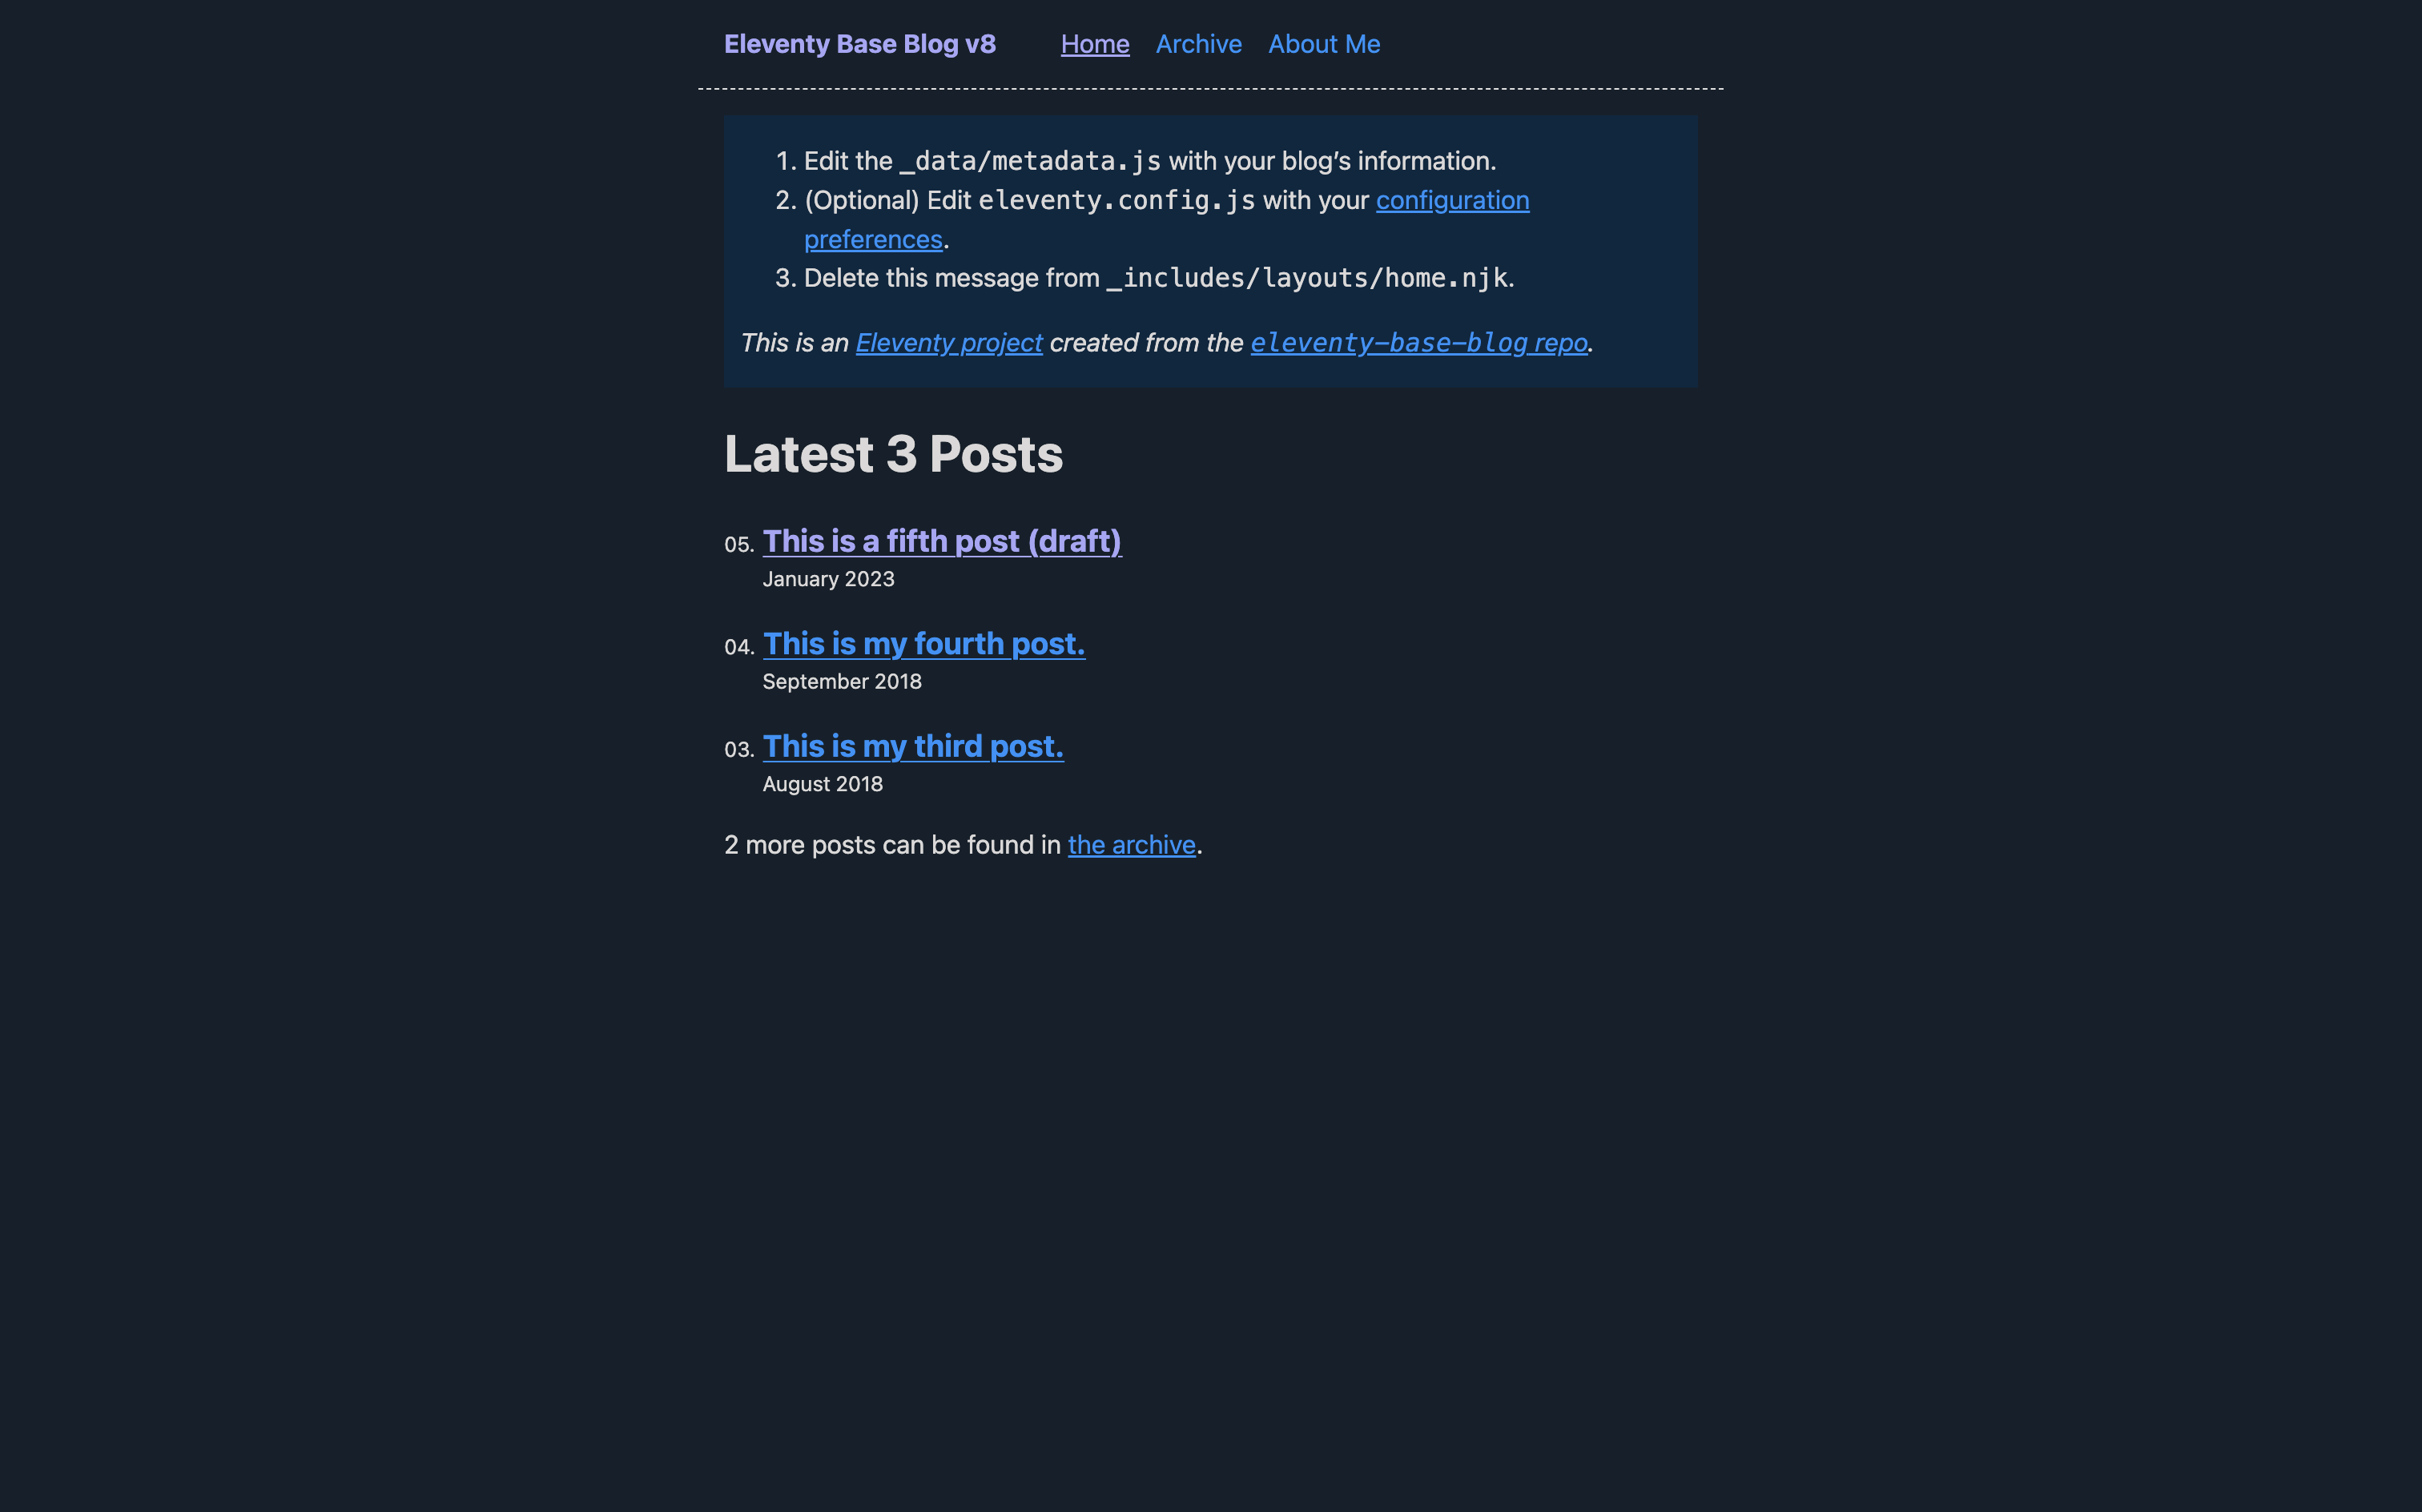 Eleventy Base Blog v8 Home Archive About Me
1. Edit the _data/metadata.js with your blog’s information.
2. (Optional) Edit eleventy.config.js with your configuration
preferences.
3. Delete this message from _includes/layouts/home.njk.
This is an Eleventy project created from the eleventy-base-blog repo.
Latest 3 Posts
05. This is a fifth post (draft)
January 2023
04. This is my fourth post.
September 2018
03. This is my third post.
August 2018
2 more posts can be found in the archive.